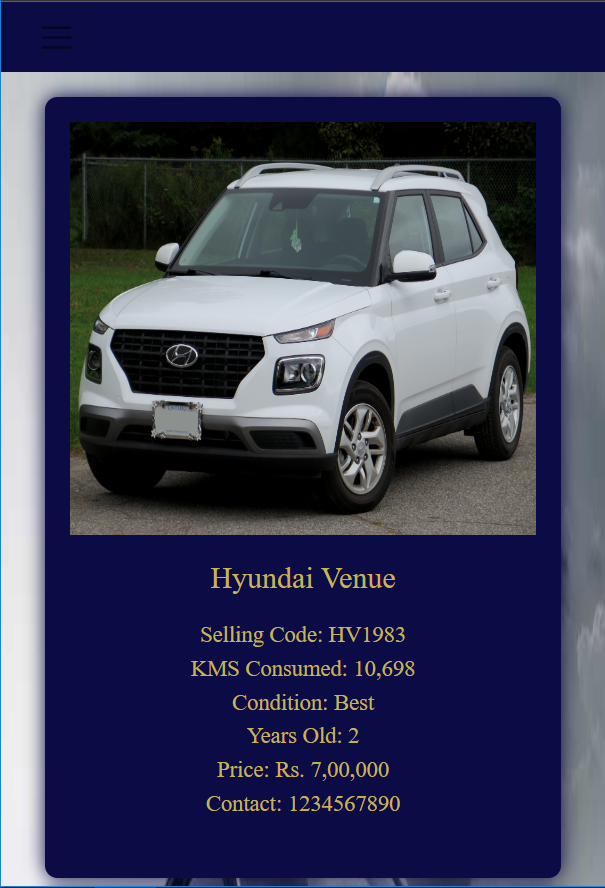 Hyundai Venue
Selling Code: HV1983
KMS Consumed: 10,698
Condition: Best
Years Old: 2
Price: Rs. 7,00,000
Contact: 1234567890